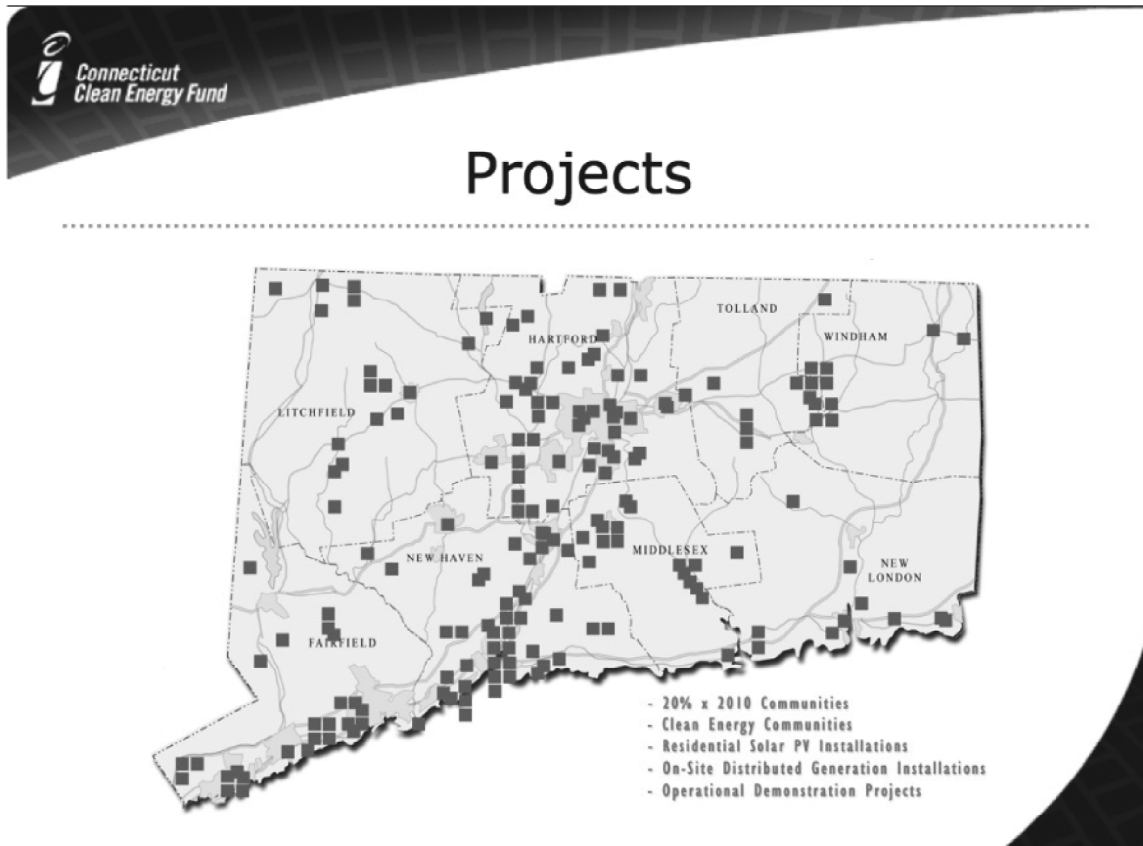 Connecticut
Clean Energy Fund
Projects
TOLLAND
WINDHAM
HARTFORD
LITCHFIELD
NEW HAVEN
MIDDLESEX
NEW
LONDON
FAIRFIELD
- 20% x 2010 Communities
- Clean Energy Communities
- Residential Solar PV Installations
- On-Site Distributed Generation Installations
- Operational Demonstration Projects